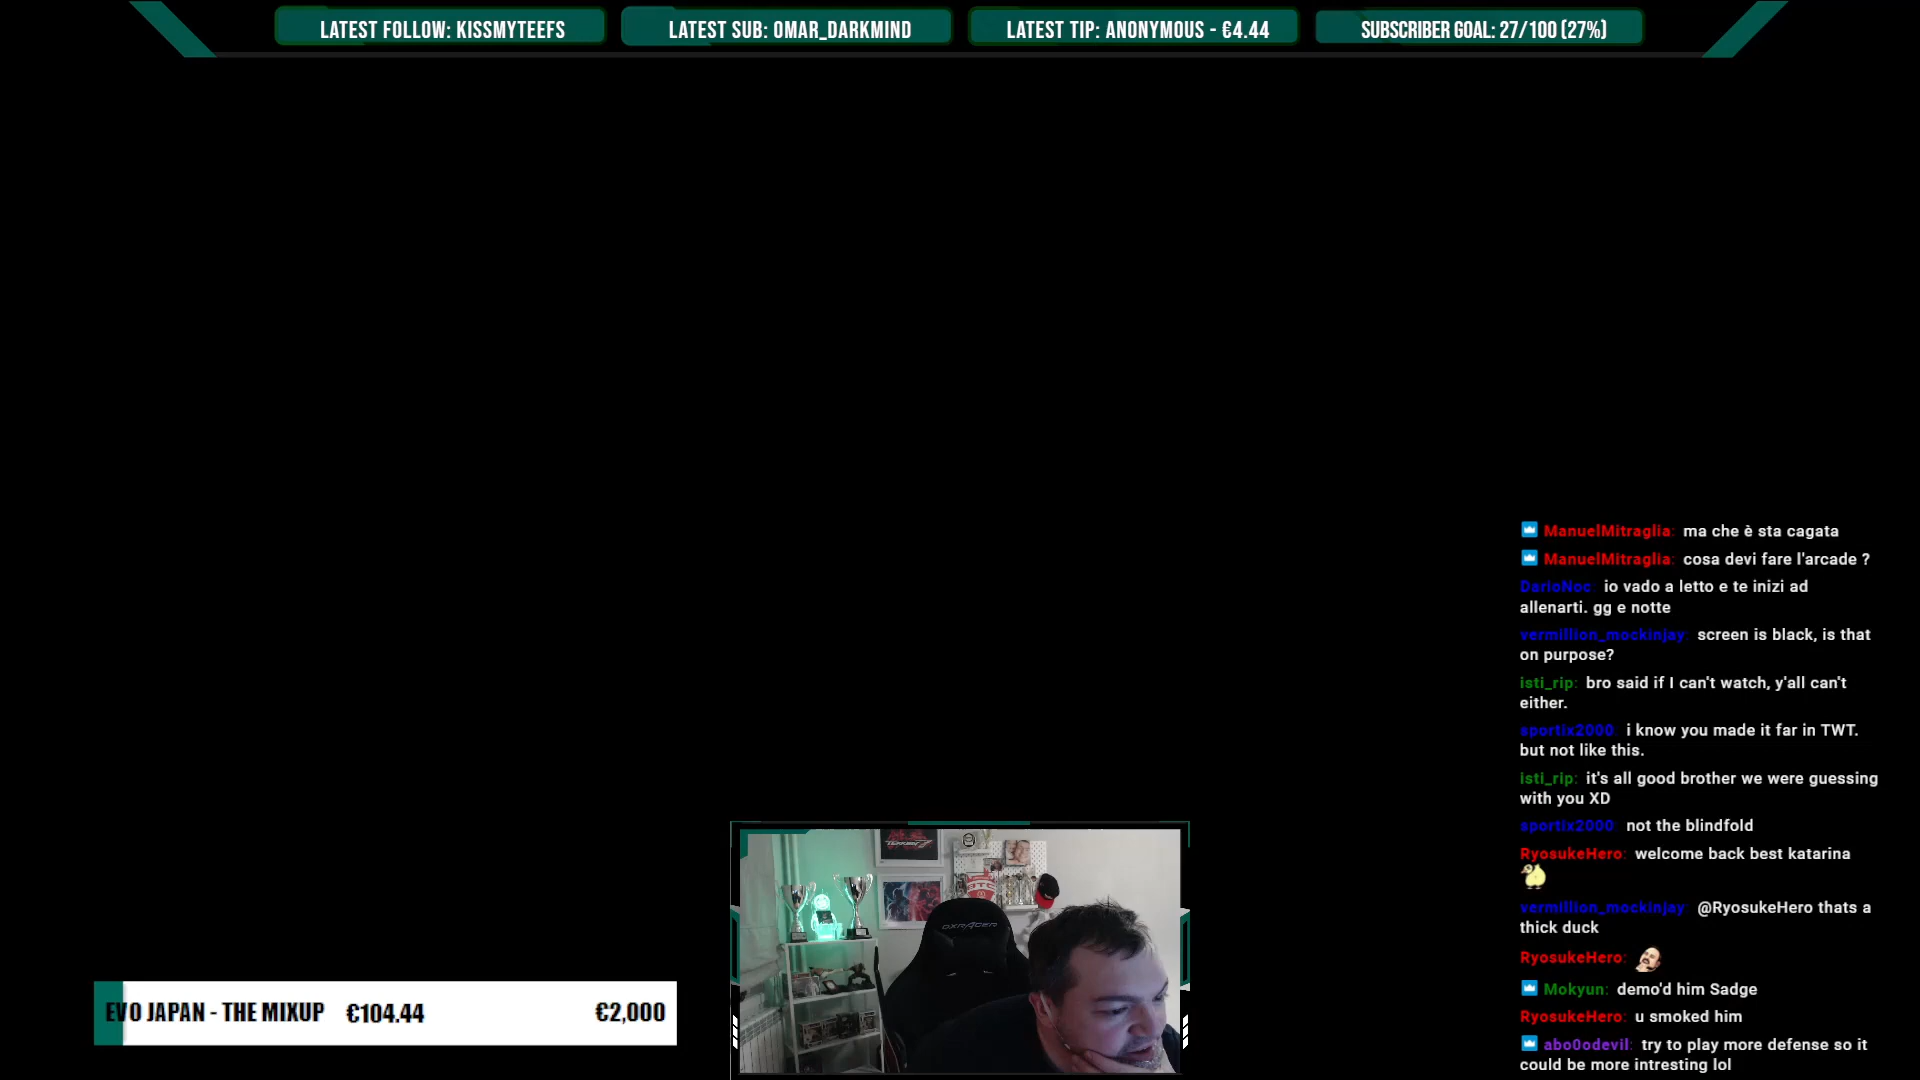 LATEST FOLLOW: KISSMYTEEFS
LATEST SUB: OMAR_DARKMIND
LATEST TIP: ANONYMOUS - €4.44
SUBSCRIBER GOAL: 27/100 (27%)
ManuelMitraglia: ma che è sta cagata
ManuelMitraglia: cosa devi fare l'arcade ?
DarioNoc: io vado a letto e te inizi ad
allenarti. gg e notte
vermillion_mockinjay: screen is black, is that
on purpose?
isti_rip: bro said if I can't watch, y'all can't
either.
sportix2000: i know you made it far in TWT.
but not like this.
isti_rip: it's all good brother we were guessing
with you XD
sportix2000: not the blindfold
RyosukeHero: welcome back best katarina
vermillion_mockinjay: @RyosukeHero thats a
thick duck
RyosukeHero:
Mokyun: demo'd him Sadge
RyosukeHero: u smoked him
abo0odevil: try to play more defense so it
could be more intresting lol
EVO JAPAN - THE MIXUP €104.44 €2,000
DXRACER